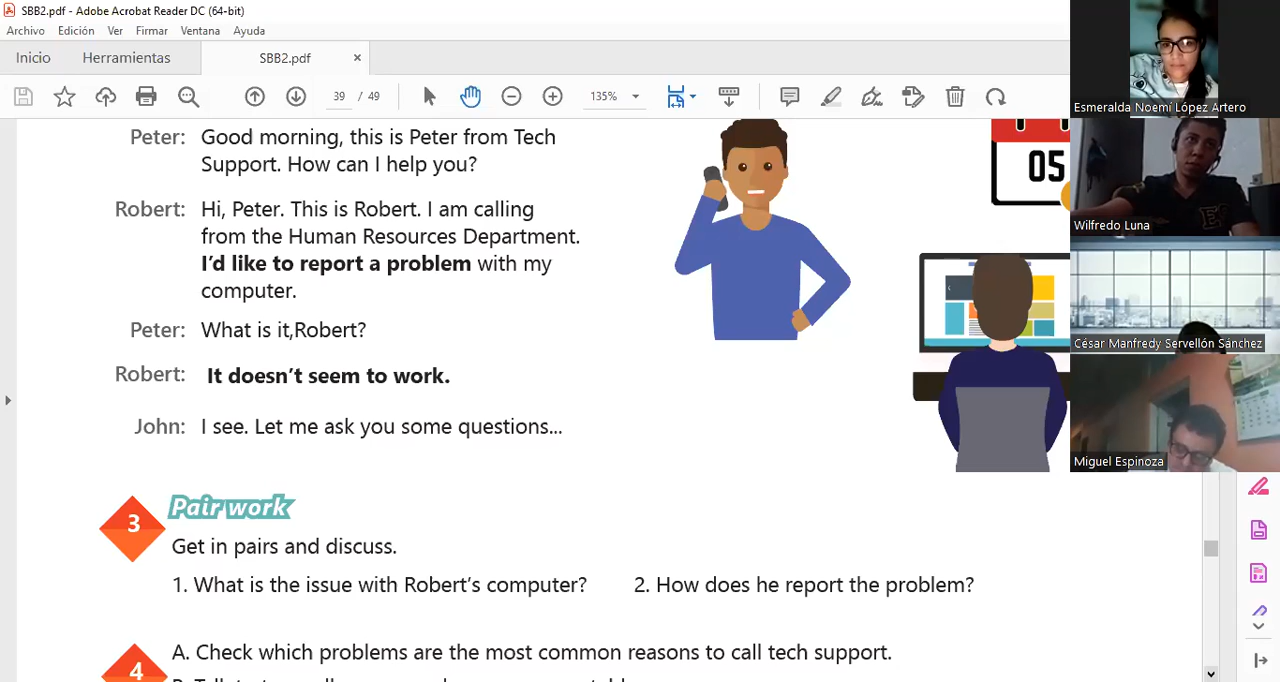 SBB2.pdf - Adobe Acrobat Reader DC (64-bit)
Archivo Edición Ver Firmar Ventana Ayuda
Inicio Herramientas SBB2.pdf ×
39 / 49 135%
Peter: Good morning, this is Peter from Tech
Support. How can I help you?
Robert: Hi, Peter. This is Robert. I am calling
from the Human Resources Department.
I'd like to report a problem with my
computer.
Peter: What is it,Robert?
Robert: It doesn't seem to work.
John: I see. Let me ask you some questions...
05
3 Pair work
Get in pairs and discuss.
1. What is the issue with Robert's computer? 2. How does he report the problem?
4 A. Check which problems are the most common reasons to call tech support.
Esmeralda Noemí López Artero
Wilfredo Luna
César Manfredy Servellón Sánchez
Miguel Espinoza